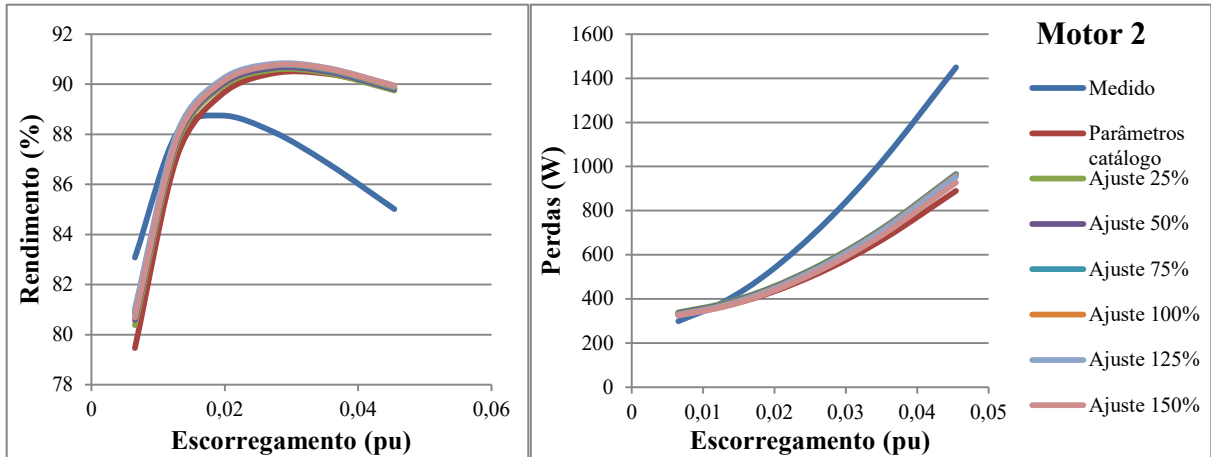 Rendimento (%)
92
90
88
86
84
82
80
78
0
0,02
0,04
0,06
Escorregamento (pu)
Perdas (W)
1600
1400
1200
1000
800
600
400
200
0
0
0,01
0,02
0,03
0,04
0,05
Escorregamento (pu)
Motor 2
Medido
Parâmetros
catálogo
Ajuste 25%
Ajuste 50%
Ajuste 75%
Ajuste 100%
Ajuste 125%
Ajuste 150%